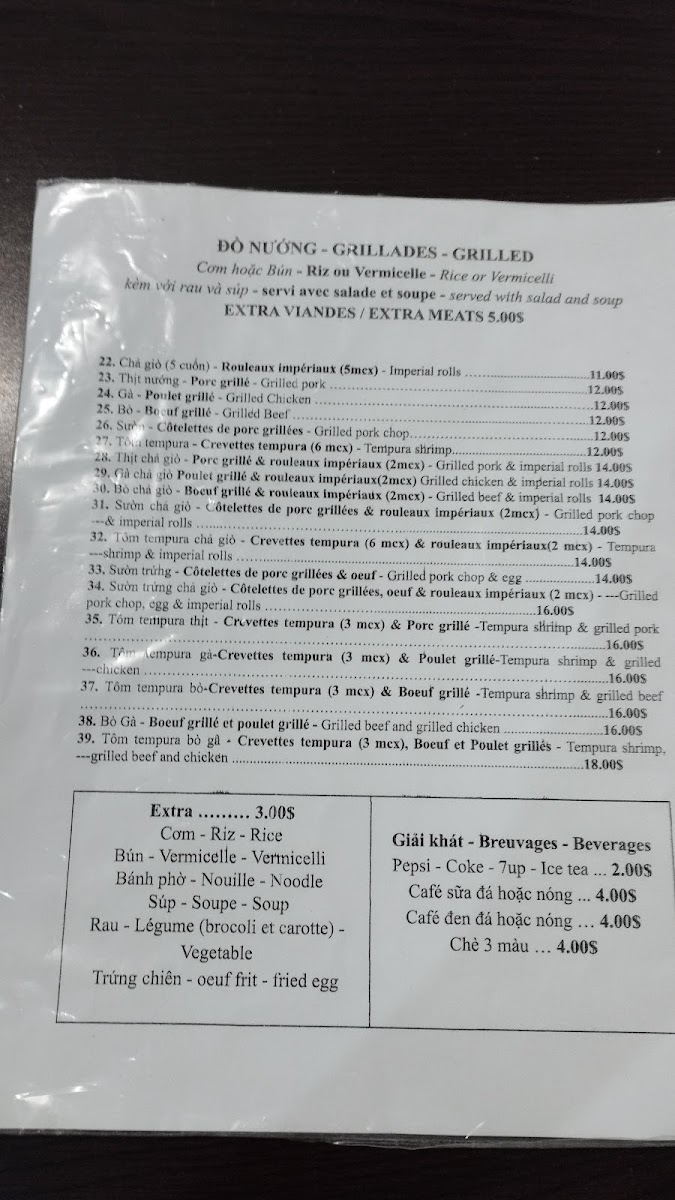 ĐỒ NƯỚNG - GRILLADES - GRILLED
Cơm hoặc Bún - Riz ou Vermicelle - Rice or Vermicelli
kèm với rau và súp - servi avec salade et soupe - served with salad and soup
EXTRA VIANDES / EXTRA MEATS 5.00$
22. Chả giò (5 cuốn) - Rouleaux impériaux (5mcx) - Imperial rolls ........ 11.00$
23. Thịt nướng - Porc grillé - Grilled pork ........ 12.00$
24. Gà - Poulet grillé - Grilled Chicken ........ 12.00$
25. Bò - Boeuf grillé - Grilled Beef ........ 12.00$
26. Sườn - Côtelettes de porc grillées - Grilled pork chop ........ 12.00$
27. Tôm tempura - Crevettes tempura (6 mcx) - Tempura shrimp ........ 12.00$
28. Thịt chả giò - Porc grillé & rouleaux impériaux (2mcx) - Grilled pork & imperial rolls 14.00$
29. Gà chả giò Poulet grillé & rouleaux impériaux(2mcx) Grilled chicken & imperial rolls 14.00$
30. Bò chả giò - Boeuf grillé & rouleaux impériaux (2mcx) - Grilled beef & imperial rolls 14.00$
31. Sườn chả giò - Côtelettes de porc grillées & rouleaux impériaux (2mcx) - Grilled pork chop
---& imperial rolls ........ 14.00$
32. Tôm tempura chả giò - Crevettes tempura (6 mcx) & rouleaux impériaux(2 mcx) - Tempura
---shrimp & imperial rolls ........ 14.00$
33. Sườn trứng - Côtelettes de porc grillées & oeuf - Grilled pork chop & egg ........ 14.00$
34. Sườn trứng chả giò - Côtelettes de porc grillées, oeuf & rouleaux impériaux (2 mcx) - ---Grilled
pork chop, egg & imperial rolls ........ 16.00$
35. Tôm tempura thịt - Crevettes tempura (3 mcx) & Porc grillé -Tempura shrimp & grilled pork
........ 16.00$
36. Tôm tempura gà-Crevettes tempura (3 mcx) & Poulet grillé-Tempura shrimp & grilled
---chicken ........ 16.00$
37. Tôm tempura bò-Crevettes tempura (3 mcx) & Boeuf grillé -Tempura shrimp & grilled beef
........ 16.00$
38. Bò Gà - Boeuf grillé et poulet grillé - Grilled beef and grilled chicken ........ 16.00$
39. Tôm tempura bò gà - Crevettes tempura (3 mcx), Boeuf et Poulet grillés - Tempura shrimp,
---grilled beef and chicken ........ 18.00$
Extra ......... 3.00$
Cơm - Riz - Rice
Bún - Vermicelle - Vermicelli
Bánh phở - Nouille - Noodle
Súp - Soupe - Soup
Rau - Légume (brocoli et carotte) -
Vegetable
Trứng chiên - oeuf frit - fried egg
Giải khát - Breuvages - Beverages
Pepsi - Coke - 7up - Ice tea ... 2.00$
Café sữa đá hoặc nóng ... 4.00$
Café đen đá hoặc nóng ... 4.00$
Chè 3 màu ... 4.00$